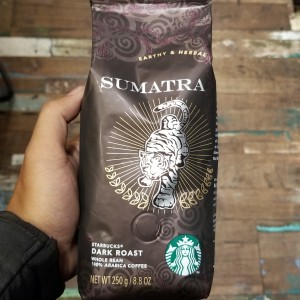 EARTHY & HERBAL
SUMATRA
STARBUCKS®
DARK ROAST
WHOLE BEAN
100% ARABICA COFFEE
NET WT 250 g / 8.8 OZ